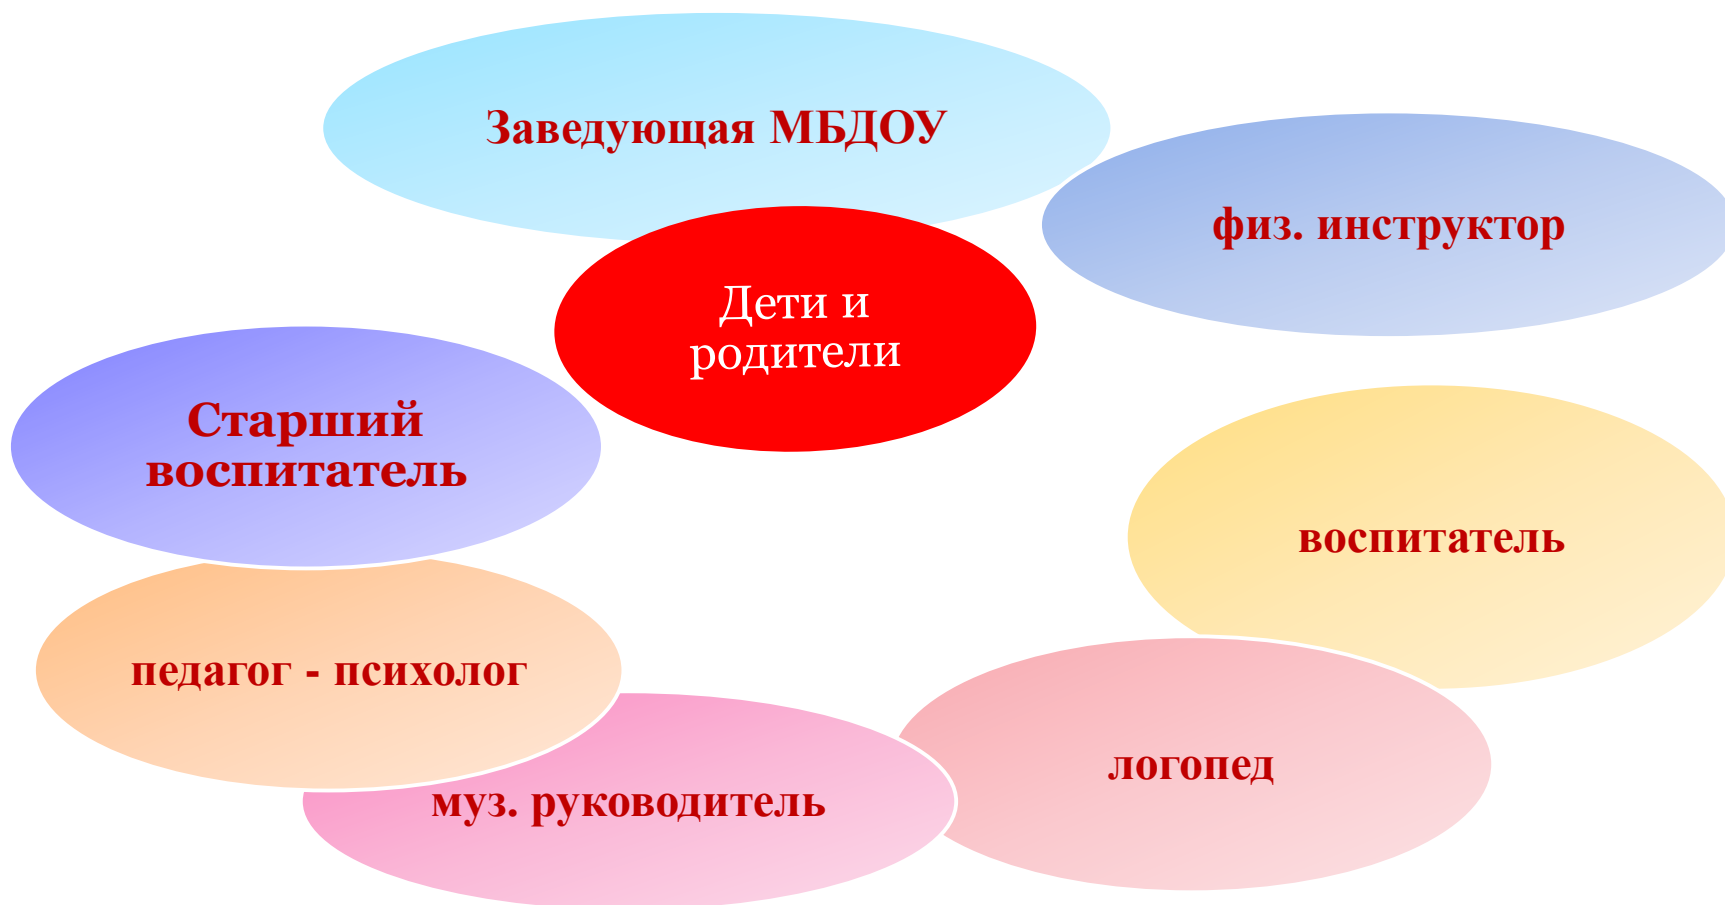 Заведующая МБДОУ
физ. инструктор
Дети и
родители
Старший
воспитатель
воспитатель
педагог - психолог
логопед
муз. руководитель